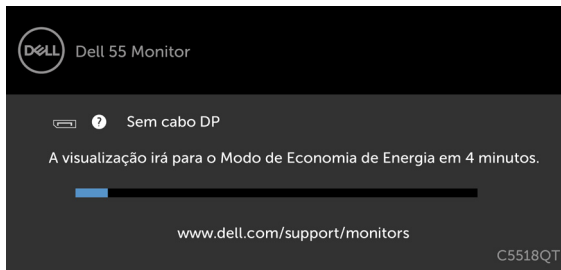 DELL
Dell 55 Monitor
? Sem cabo DP
A visualização irá para o Modo de Economia de Energia em 4 minutos.
www.dell.com/support/monitors
C5518QT